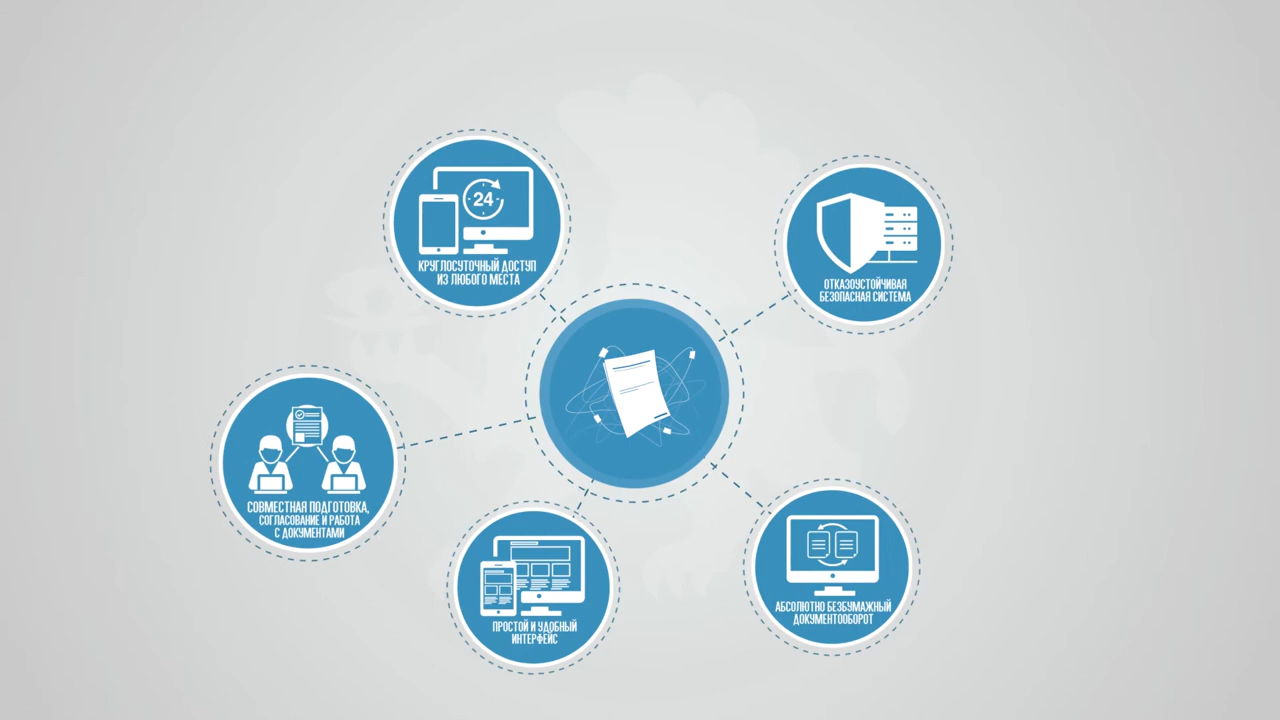 24
КРУГЛОСУТОЧНЫЙ ДОСТУП
ИЗ ЛЮБОГО МЕСТА
ОТКАЗОУСТОЙЧИВАЯ
БЕЗОПАСНАЯ СИСТЕМА
СОВМЕСТНАЯ ПОДГОТОВКА,
СОГЛАСОВАНИЕ И РАБОТА
С ДОКУМЕНТАМИ
ПРОСТОЙ И УДОБНЫЙ
ИНТЕРФЕЙС
АБСОЛЮТНО БЕЗБУМАЖНЫЙ
ДОКУМЕНТООБОРОТ